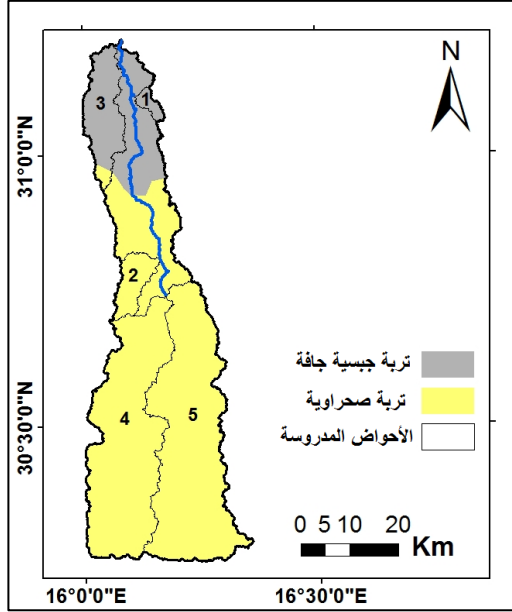 N
3
1
31°0'0"N
2
تربة جبسية جافة
تربة صحراوية
4
5
الأحواض المدروسة
30°30'0"N
0 5 10 20
Km
16°0'0"E
16°30'0"E